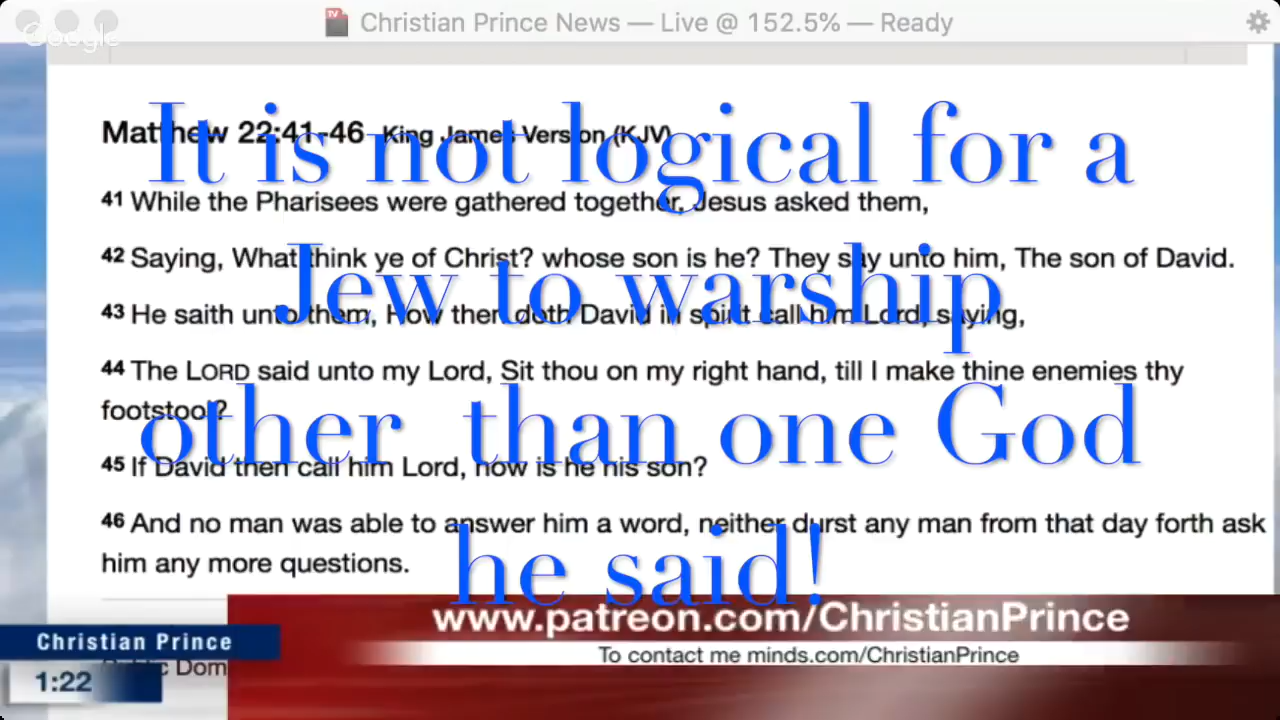 Christian Prince News — Live @ 152.5% — Ready
Google
Matthew 22:41-46 King James Version (KJV)
It is not logical for a
41 While the Pharisees were gathered together, Jesus asked them,
42 Saying, What think ye of Christ? whose son is he? They say unto him, The son of David.
Jew to warship
43 He saith unto them, How then doth David in spirit call him Lord, saying,
44 The LORD said unto my Lord, Sit thou on my right hand, till I make thine enemies thy
footstool?
other than one God
45 If David then call him Lord, how is he his son?
46 And no man was able to answer him a word, neither durst any man from that day forth ask
him any more questions.
he said!
www.patreon.com/ChristianPrince
Christian Prince
To contact me minds.com/ChristianPrince
Dom
1:22